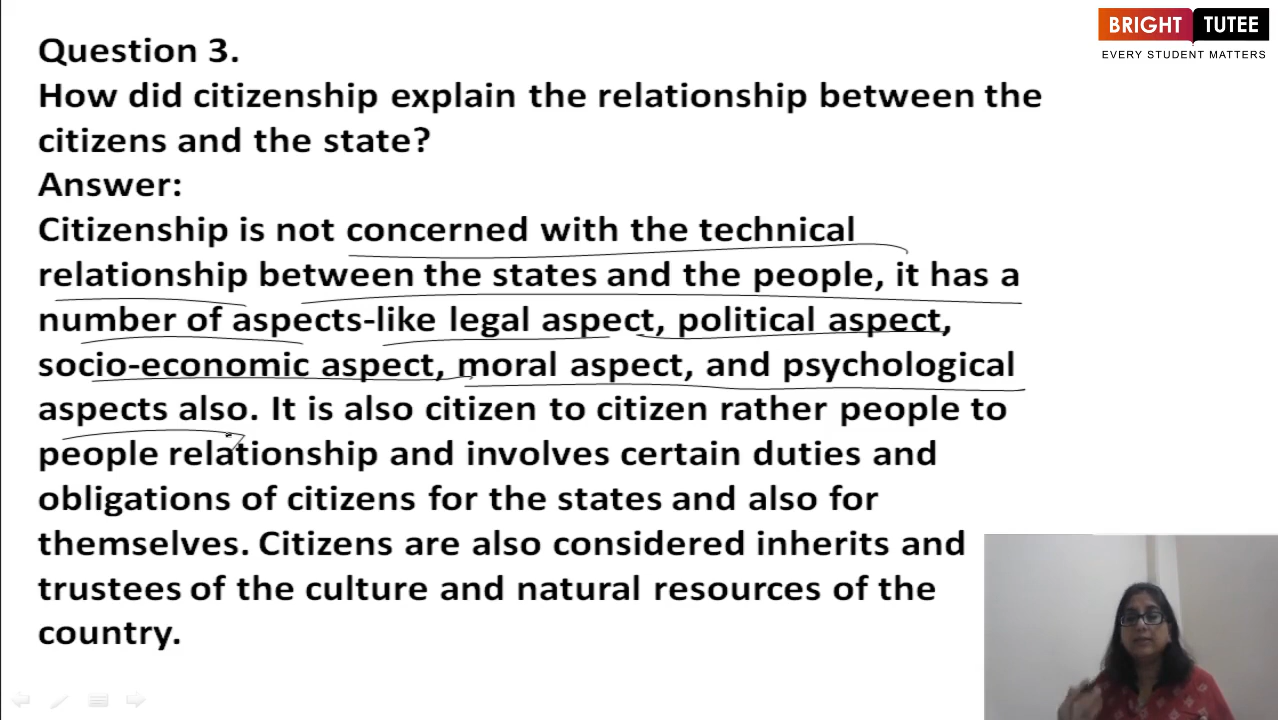 BRIGHT TUTEE
EVERY STUDENT MATTERS
Question 3.
How did citizenship explain the relationship between the
citizens and the state?
Answer:
Citizenship is not concerned with the technical
relationship between the states and the people, it has a
number of aspects-like legal aspect, political aspect,
socio-economic aspect, moral aspect, and psychological
aspects also. It is also citizen to citizen rather people to
people relationship and involves certain duties and
obligations of citizens for the states and also for
themselves. Citizens are also considered inherits and
trustees of the culture and natural resources of the
country.